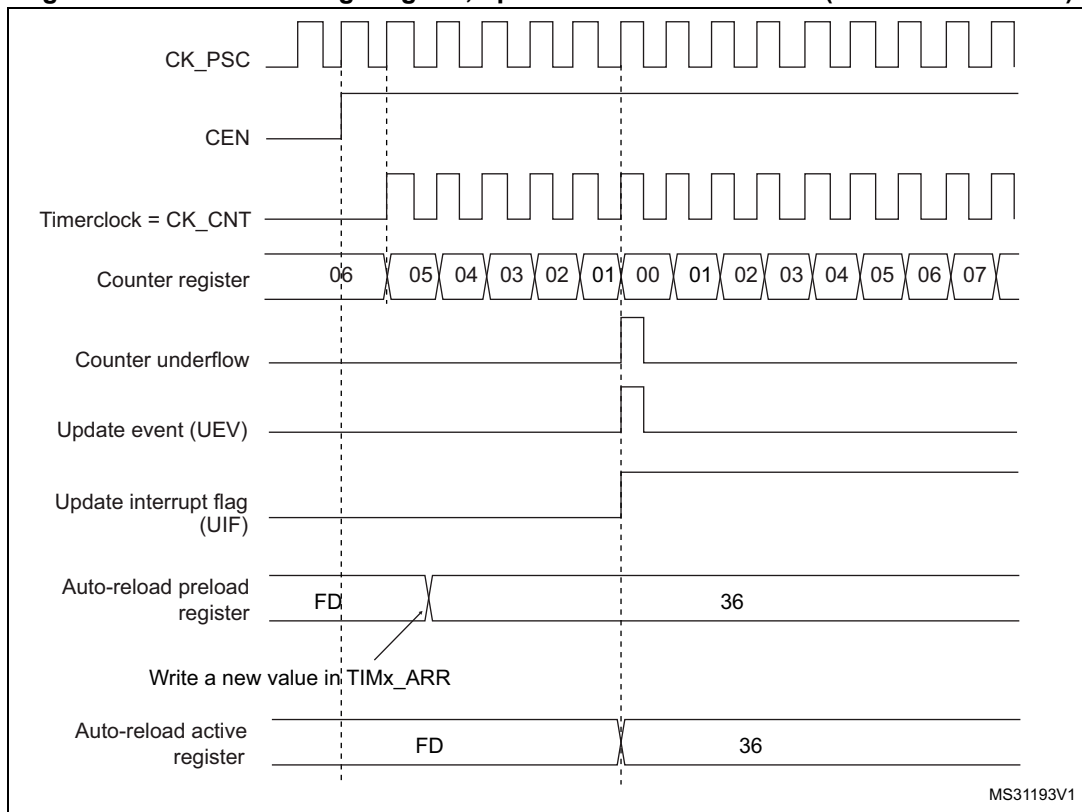 CK_PSC
CEN
Timerclock = CK_CNT
Counter register 06 05 04 03 02 01 00 01 02 03 04 05 06 07
Counter underflow
Update event (UEV)
Update interrupt flag
(UIF)
Auto-reload preload
register
FD 36
Write a new value in TIMx_ARR
Auto-reload active
register
FD 36
MS31193V1